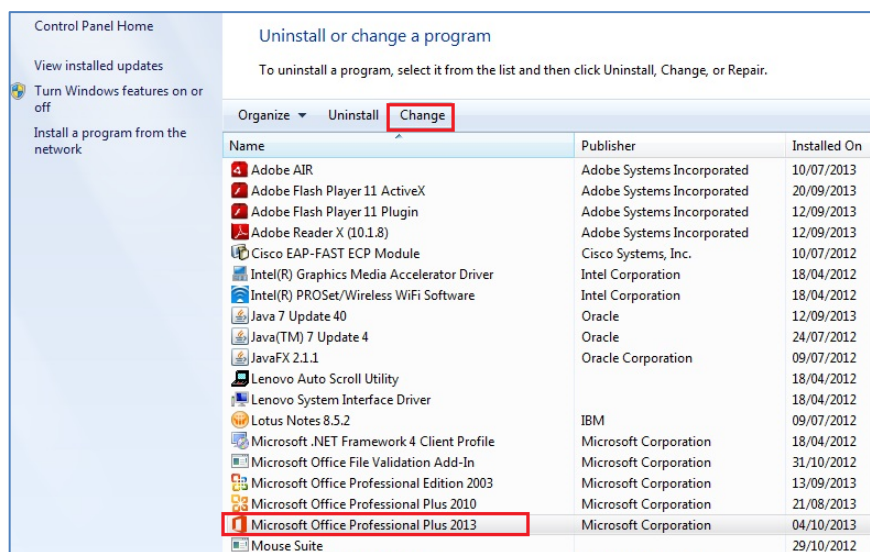 Control Panel Home
View installed updates
Turn Windows features on or
off
Install a program from the
network
Uninstall or change a program
To uninstall a program, select it from the list and then click Uninstall, Change, or Repair.
Organize Uninstall Change
Name Publisher Installed On
Adobe AIR Adobe Systems Incorporated 10/07/2013
Adobe Flash Player 11 ActiveX Adobe Systems Incorporated 20/09/2013
Adobe Flash Player 11 Plugin Adobe Systems Incorporated 12/09/2013
Adobe Reader X (10.1.8) Adobe Systems Incorporated 12/09/2013
Cisco EAP-FAST ECP Module Cisco Systems, Inc. 10/07/2012
Intel(R) Graphics Media Accelerator Driver Intel Corporation 18/04/2012
Intel(R) PROSet/Wireless WiFi Software Intel Corporation 18/04/2012
Java 7 Update 40 Oracle 12/09/2013
Java(TM) 7 Update 4 Oracle 24/07/2012
JavaFX 2.1.1 Oracle Corporation 09/07/2012
Lenovo Auto Scroll Utility 18/04/2012
Lenovo System Interface Driver 18/04/2012
Lotus Notes 8.5.2 IBM 09/07/2012
Microsoft .NET Framework 4 Client Profile Microsoft Corporation 18/04/2012
Microsoft Office File Validation Add-In Microsoft Corporation 31/10/2012
Microsoft Office Professional Edition 2003 Microsoft Corporation 13/09/2013
Microsoft Office Professional Plus 2010 Microsoft Corporation 21/08/2013
Microsoft Office Professional Plus 2013 Microsoft Corporation 04/10/2013
Mouse Suite 29/10/2012